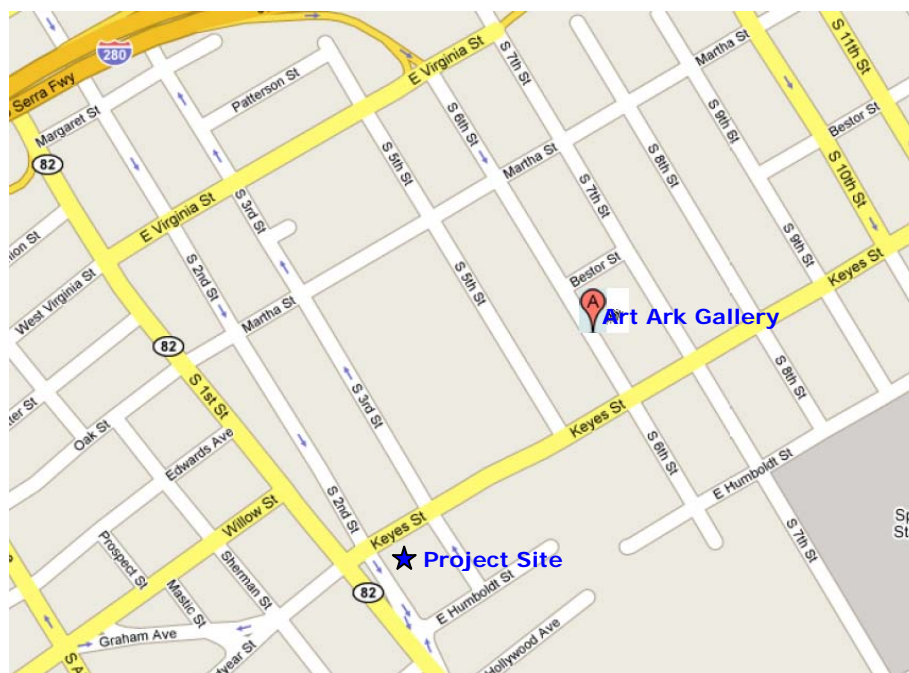 280
Serra Fwy
Margaret St
Patterson St
E Virginia St
S 7th St
S 6th St
Martha St
S 11th St
S 10th St
S 9th St
Bestor St
82
S 5th St
Martha St
S 7th St
S 8th St
S 3rd St
E Virginia St
S 2nd St
West Virginia St
Bestor St
S 9th St
Keyes St
S 5th St
A
Art Ark Gallery
Martha St
82
S 1st St
S 3rd St
S 8th St
Oak St
Edwards Ave
Keyes St
S 6th St
E Humboldt St
Willow St
S 2nd St
Keyes St
S 7th St
Prospect St
Sherman St
Mastic St
Project Site
82
E Humboldt St
Graham Ave
Hollywood Ave